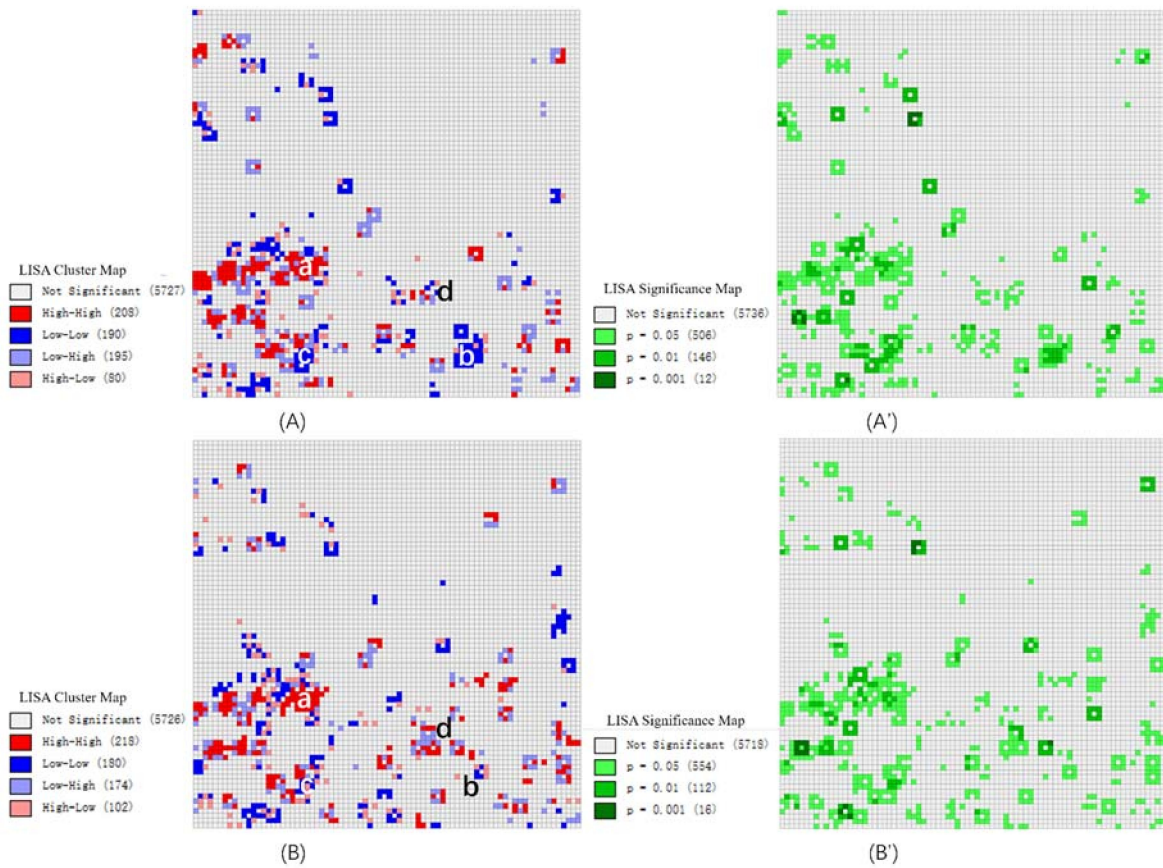 a
d
c
b
LISA Cluster Map
Not Significant (5727)
High-High (208)
Low-Low (190)
Low-High (195)
High-Low (80)
LISA Significance Map
Not Significant (5736)
p = 0.05 (506)
p = 0.01 (146)
p = 0.001 (12)
(A)
(A')
a
d
c
b
LISA Cluster Map
Not Significant (5726)
High-High (218)
Low-Low (180)
Low-High (174)
High-Low (102)
LISA Significance Map
Not Significant (5718)
p = 0.05 (554)
p = 0.01 (112)
p = 0.001 (16)
(B)
(B')